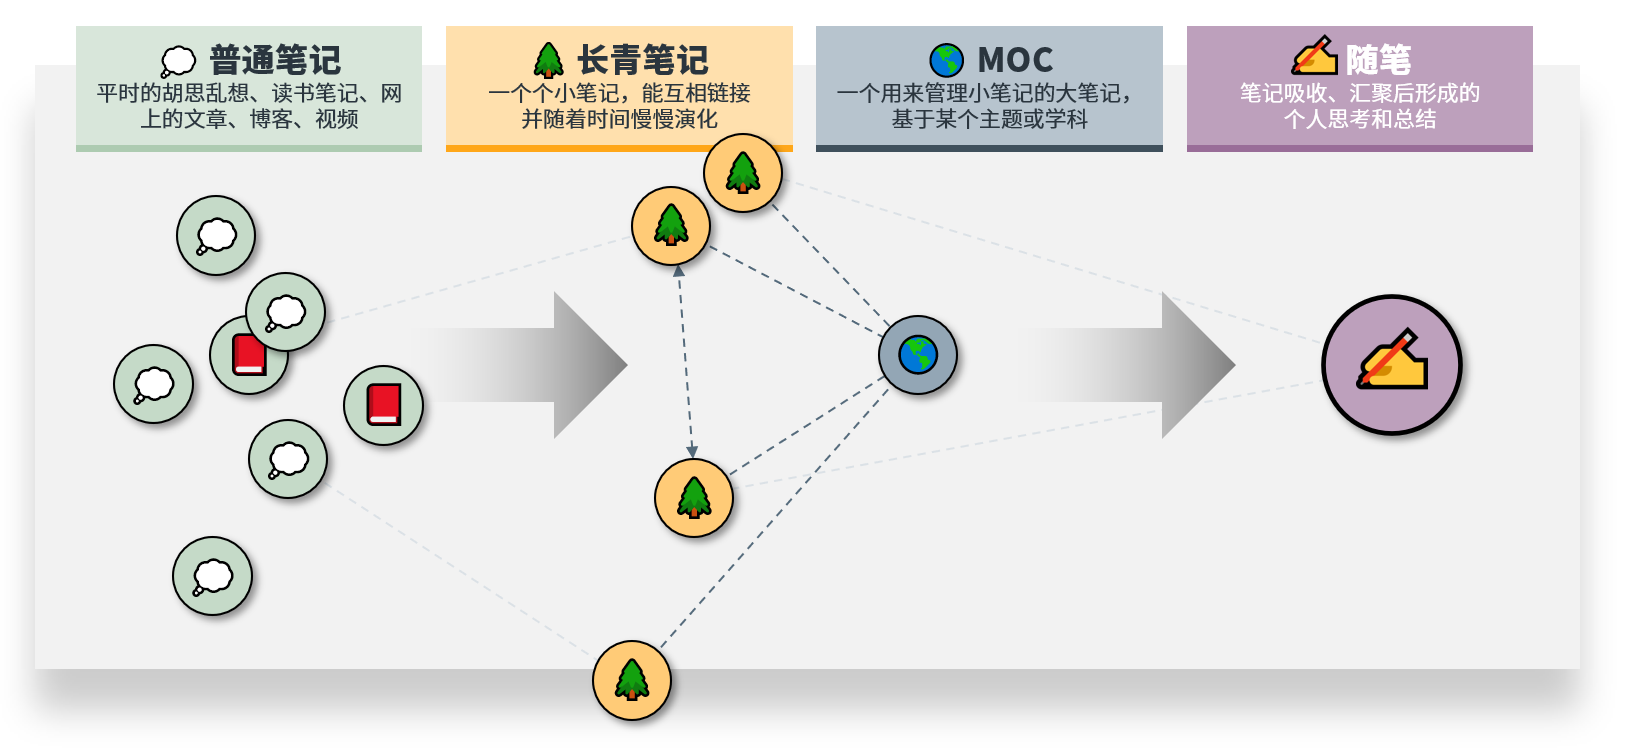 普通笔记
平时的胡思乱想、读书笔记、网
上的文章、博客、视频
长青笔记
一个个小笔记，能互相链接
并随着时间慢慢演化
MOC
一个用来管理小笔记的大笔记，
基于某个主题或学科
随笔
笔记吸收、汇聚后形成的
个人思考和总结